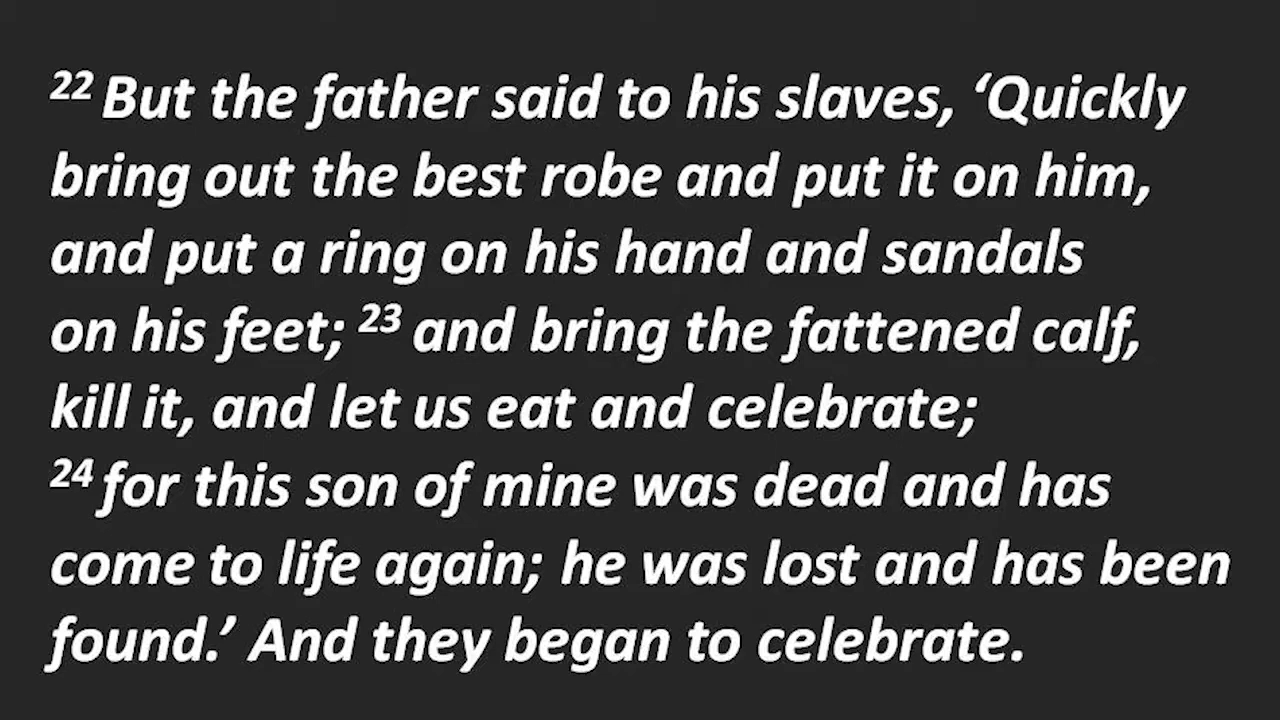 22 But the father said to his slaves, ‘Quickly
bring out the best robe and put it on him,
and put a ring on his hand and sandals
on his feet; 23 and bring the fattened calf,
kill it, and let us eat and celebrate;
24 for this son of mine was dead and has
come to life again; he was lost and has been
found.’ And they began to celebrate.